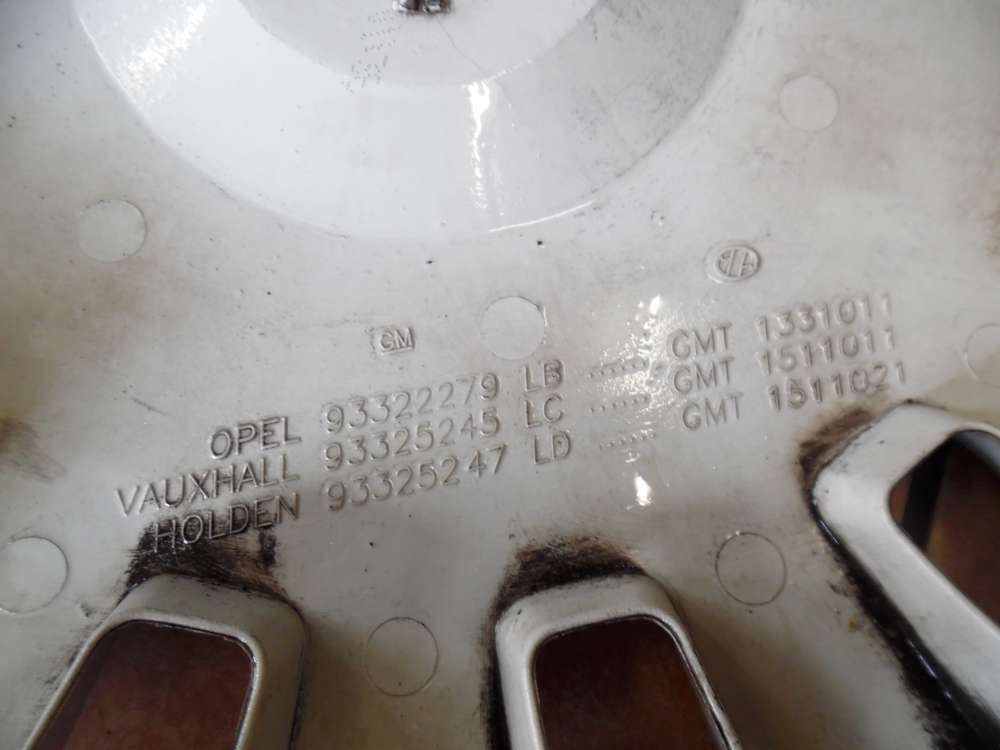 GM
OPEL 93322279 LB ...... GMT 1331011
VAUXHALL 93325245 LC ...... GMT 1511011
HOLDEN 93325247 LD ...... GMT 1511021